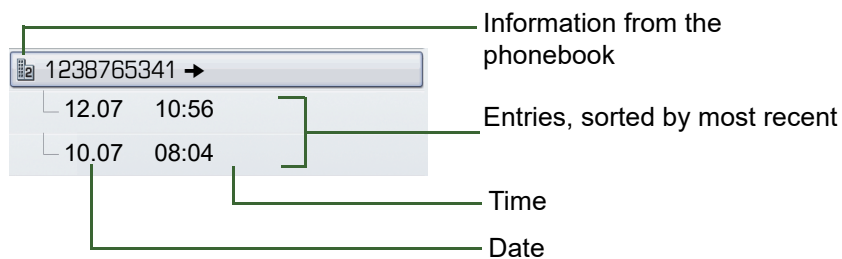 Information from the
phonebook
2 1238765341 →
12.07 10:56
Entries, sorted by most recent
10.07 08:04
Time
Date